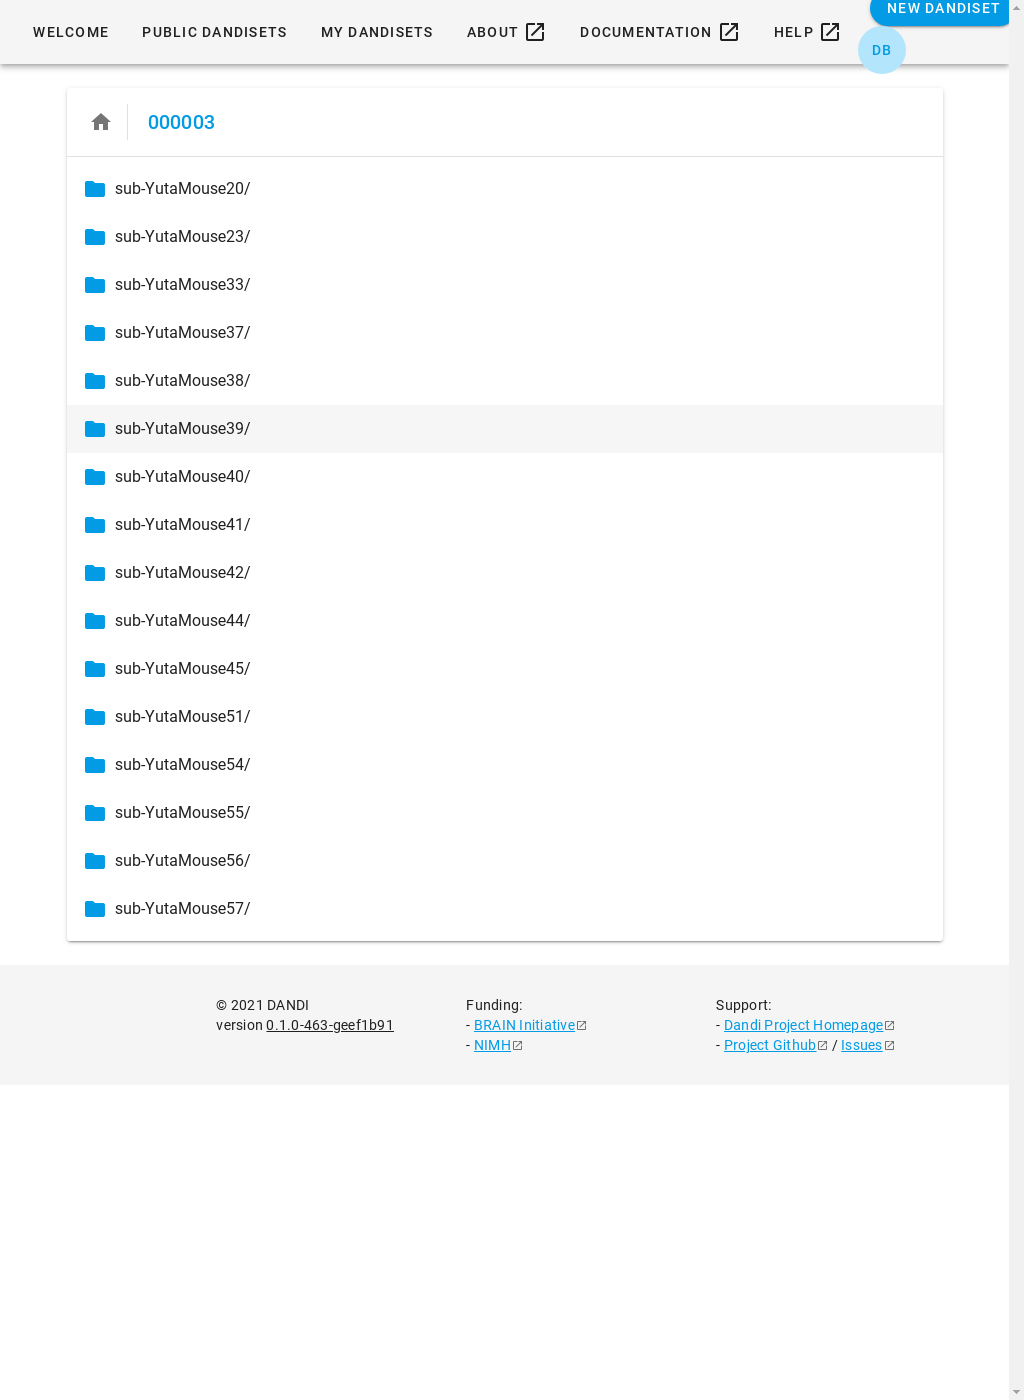 NEW DANDISET
WELCOME PUBLIC DANDISETS MY DANDISETS ABOUT DOCUMENTATION HELP
DB
000003
sub-YutaMouse20/
sub-YutaMouse23/
sub-YutaMouse33/
sub-YutaMouse37/
sub-YutaMouse38/
sub-YutaMouse39/
sub-YutaMouse40/
sub-YutaMouse41/
sub-YutaMouse42/
sub-YutaMouse44/
sub-YutaMouse45/
sub-YutaMouse51/
sub-YutaMouse54/
sub-YutaMouse55/
sub-YutaMouse56/
sub-YutaMouse57/
© 2021 DANDI
version 0.1.0-463-geef1b91
Funding:
- BRAIN Initiative
- NIMH
Support:
- Dandi Project Homepage
- Project Github / Issues